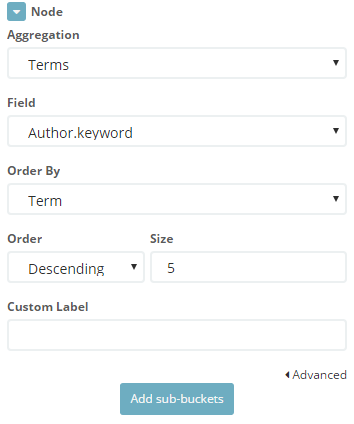 Node
Aggregation
Terms
Field
Author.keyword
Order By
Term
Order Size
Descending 5
Custom Label
Advanced
Add sub-buckets